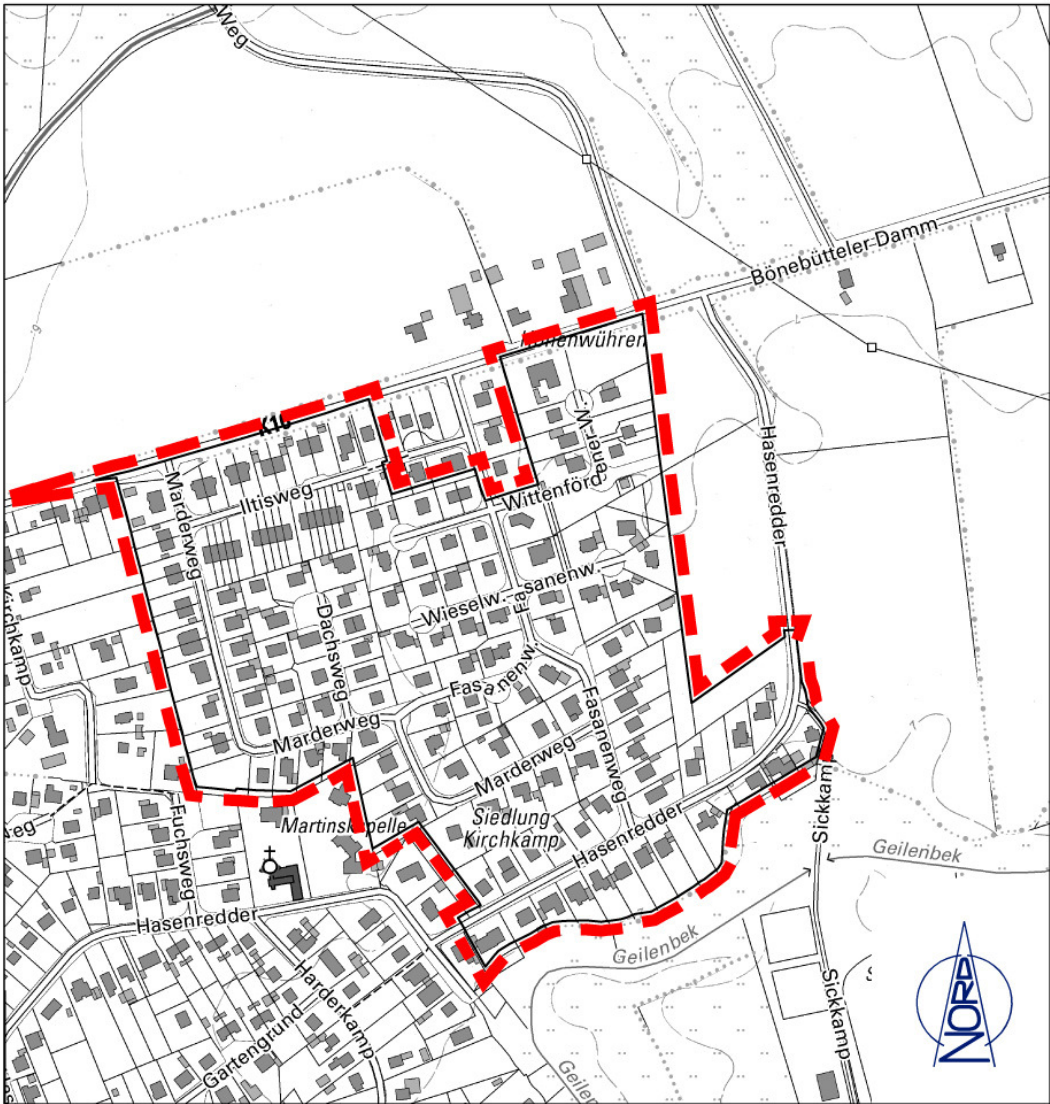 Weg
Bönebütteler Damm
Hohenwühren
K10
Hasenredder
Iltisweg
Marderweg
Wittenförd
Wieselw.
Fasanenw.
Kirchkamp
Dachsweg
Fasanenw.
Marderweg
Fasanenweg
Marderweg
Siedlung
Kirchkamp
Martinskapelle
Hasenredder
Sickkamp
Geilenbek
Fuchsweg
Hasenredder
Geilenbek
Harderkamp
Gartengrund
Sickkamp
NORD